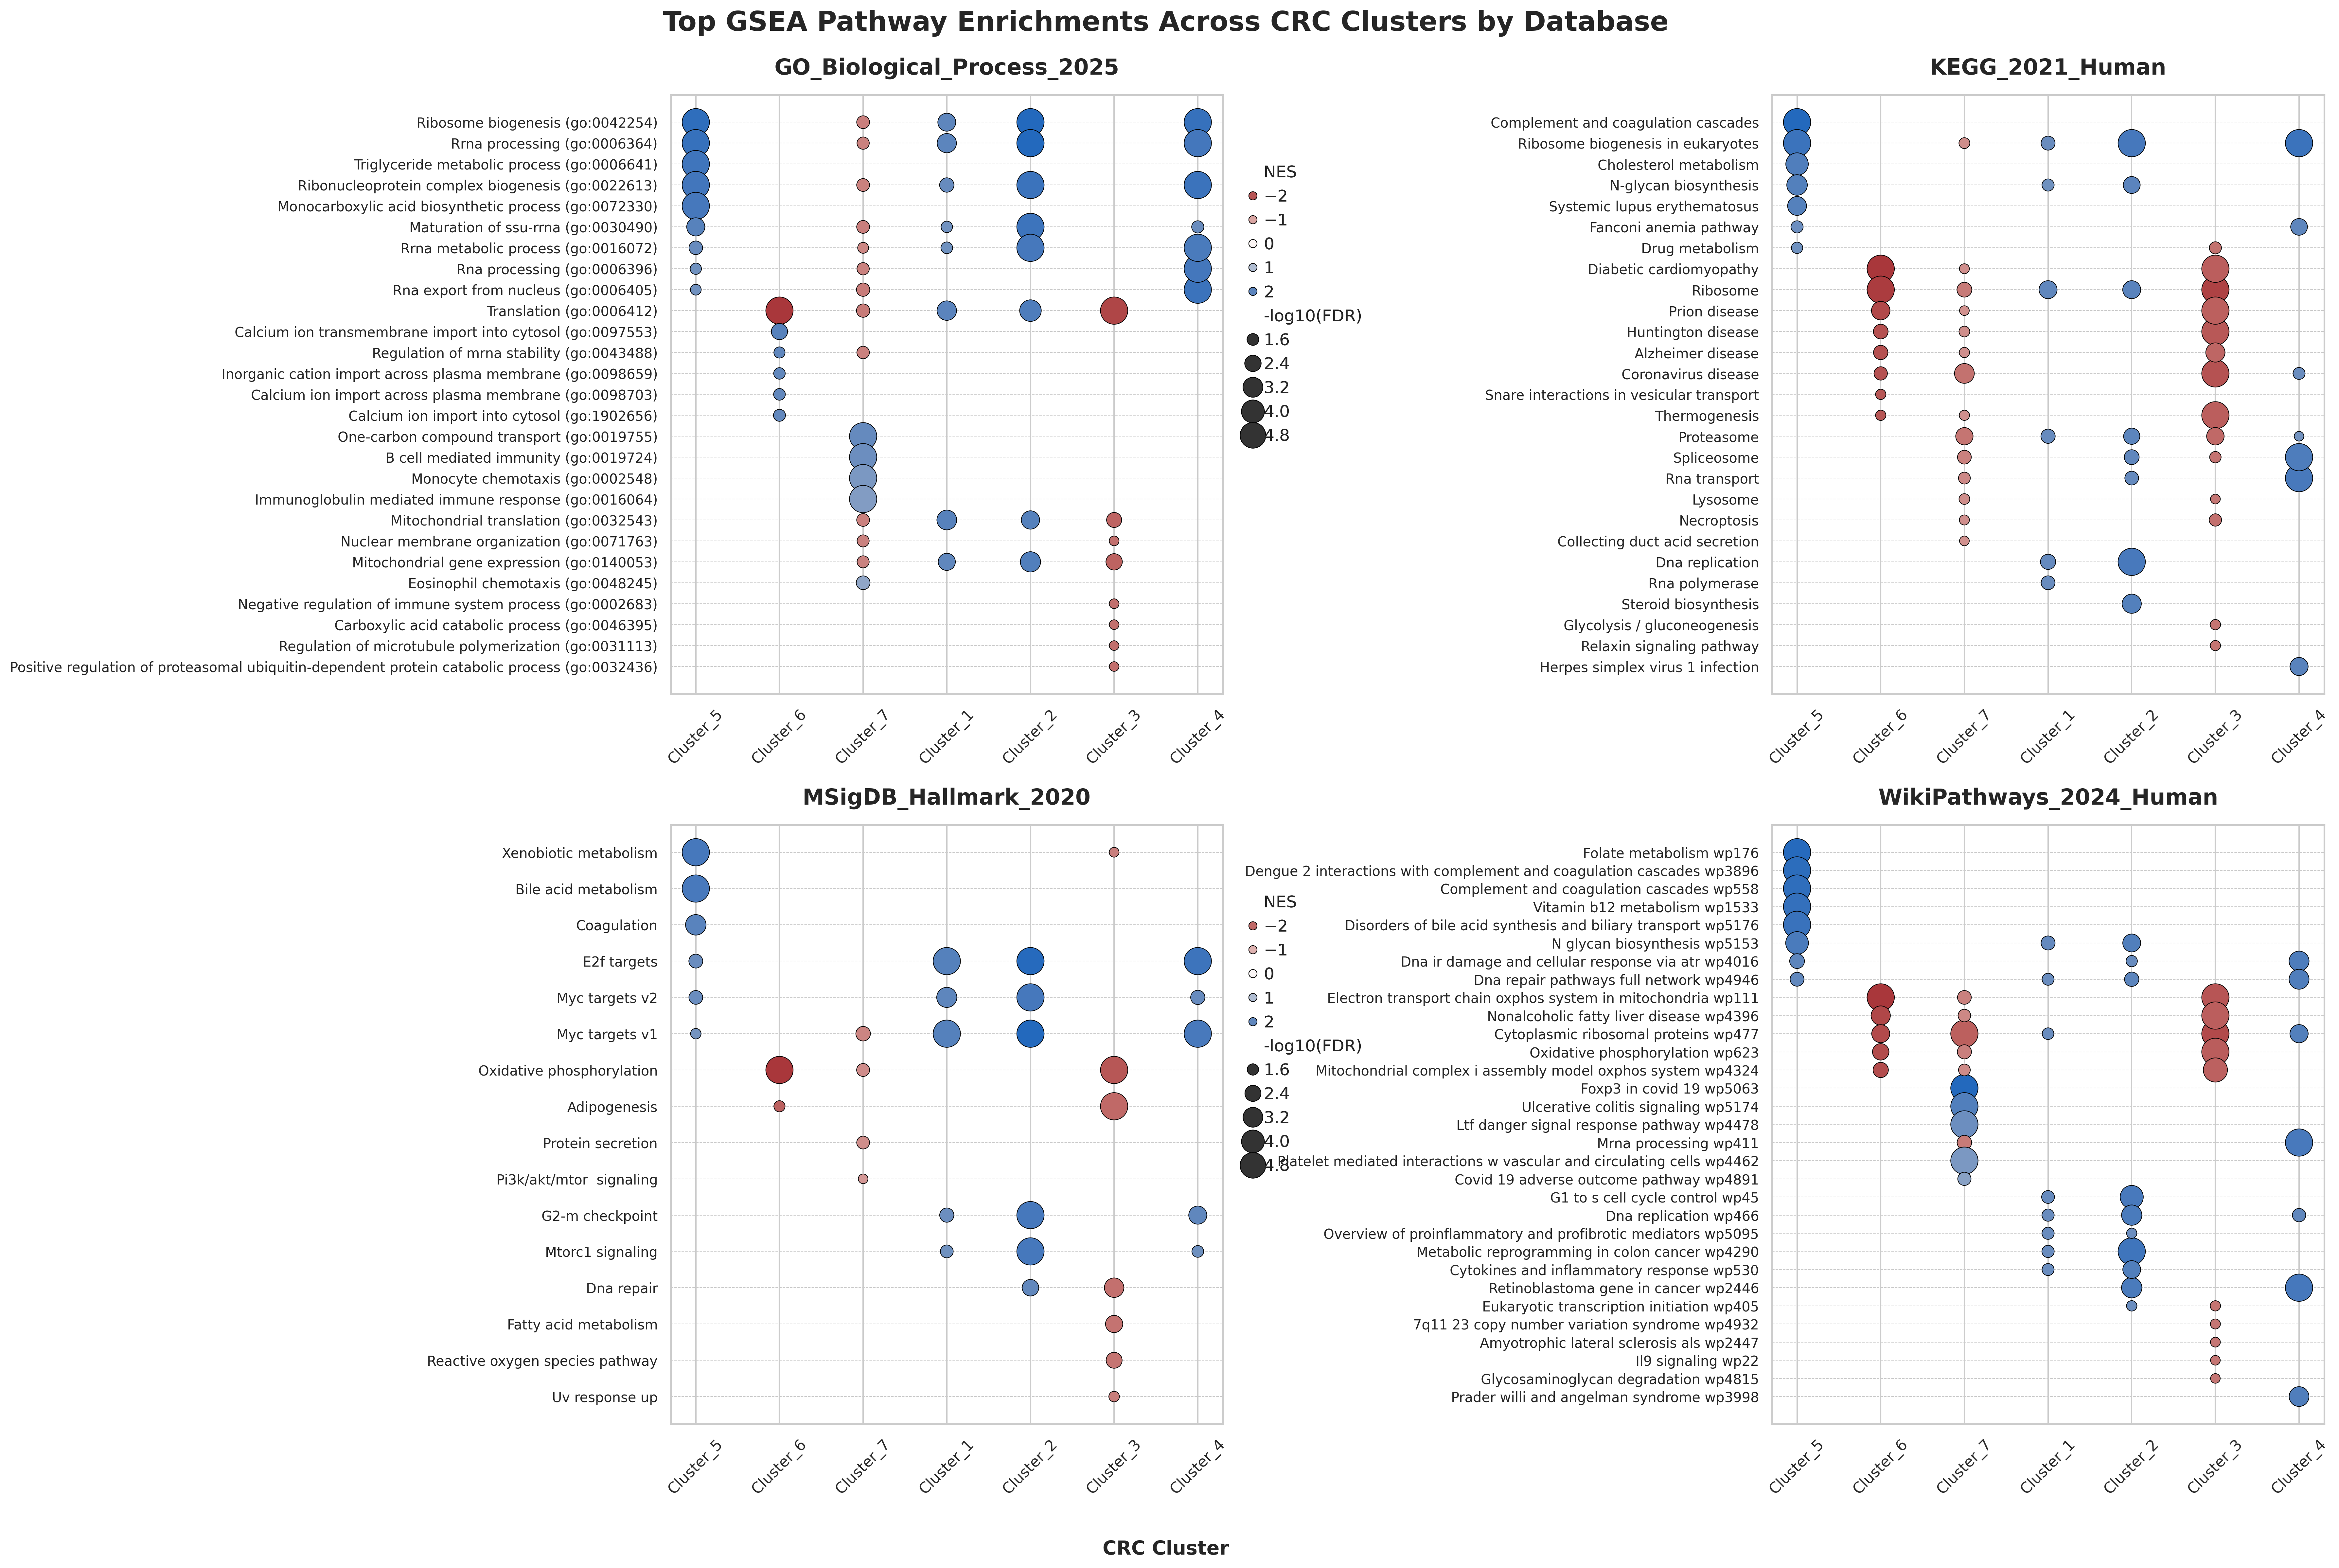 Top GSEA Pathway Enrichments Across CRC Clusters by Database
GO_Biological_Process_2025
Ribosome biogenesis (go:0042254)
Rrna processing (go:0006364)
Triglyceride metabolic process (go:0006641)
Ribonucleoprotein complex biogenesis (go:0022613)
Monocarboxylic acid biosynthetic process (go:0072330)
Maturation of ssu-rrna (go:0030490)
Rrna metabolic process (go:0016072)
Rna processing (go:0006396)
Rna export from nucleus (go:0006405)
Translation (go:0006412)
Calcium ion transmembrane import into cytosol (go:0097553)
Regulation of mrna stability (go:0043488)
Inorganic cation import across plasma membrane (go:0098659)
Calcium ion import across plasma membrane (go:0098703)
Calcium ion import into cytosol (go:1902656)
One-carbon compound transport (go:0019755)
B cell mediated immunity (go:0019724)
Monocyte chemotaxis (go:0002548)
Immunoglobulin mediated immune response (go:0016064)
Mitochondrial translation (go:0032543)
Nuclear membrane organization (go:0071763)
Mitochondrial gene expression (go:0140053)
Eosinophil chemotaxis (go:0048245)
Negative regulation of immune system process (go:0002683)
Carboxylic acid catabolic process (go:0046395)
Regulation of microtubule polymerization (go:0031113)
Positive regulation of proteasomal ubiquitin-dependent protein catabolic process (go:0032436)
Cluster_5
Cluster_6
Cluster_7
Cluster_1
Cluster_2
Cluster_3
Cluster_4
NES
−2
−1
0
1
2
-log10(FDR)
1.6
2.4
3.2
4.0
4.8
KEGG_2021_Human
Complement and coagulation cascades
Ribosome biogenesis in eukaryotes
Cholesterol metabolism
N-glycan biosynthesis
Systemic lupus erythematosus
Fanconi anemia pathway
Drug metabolism
Diabetic cardiomyopathy
Ribosome
Prion disease
Huntington disease
Alzheimer disease
Coronavirus disease
Snare interactions in vesicular transport
Thermogenesis
Proteasome
Spliceosome
Rna transport
Lysosome
Necroptosis
Collecting duct acid secretion
Dna replication
Rna polymerase
Steroid biosynthesis
Glycolysis / gluconeogenesis
Relaxin signaling pathway
Herpes simplex virus 1 infection
Cluster_5
Cluster_6
Cluster_7
Cluster_1
Cluster_2
Cluster_3
Cluster_4
MSigDB_Hallmark_2020
Xenobiotic metabolism
Bile acid metabolism
Coagulation
E2f targets
Myc targets v2
Myc targets v1
Oxidative phosphorylation
Adipogenesis
Protein secretion
Pi3k/akt/mtor  signaling
G2-m checkpoint
Mtorc1 signaling
Dna repair
Fatty acid metabolism
Reactive oxygen species pathway
Uv response up
Cluster_5
Cluster_6
Cluster_7
Cluster_1
Cluster_2
Cluster_3
Cluster_4
NES
−2
−1
0
1
2
-log10(FDR)
1.6
2.4
3.2
4.0
4.8
WikiPathways_2024_Human
Folate metabolism wp176
Dengue 2 interactions with complement and coagulation cascades wp3896
Complement and coagulation cascades wp558
Vitamin b12 metabolism wp1533
Disorders of bile acid synthesis and biliary transport wp5176
N glycan biosynthesis wp5153
Dna ir damage and cellular response via atr wp4016
Dna repair pathways full network wp4946
Electron transport chain oxphos system in mitochondria wp111
Nonalcoholic fatty liver disease wp4396
Cytoplasmic ribosomal proteins wp477
Oxidative phosphorylation wp623
Mitochondrial complex i assembly model oxphos system wp4324
Foxp3 in covid 19 wp5063
Ulcerative colitis signaling wp5174
Ltf danger signal response pathway wp4478
Mrna processing wp411
Platelet mediated interactions w vascular and circulating cells wp4462
Covid 19 adverse outcome pathway wp4891
G1 to s cell cycle control wp45
Dna replication wp466
Overview of proinflammatory and profibrotic mediators wp5095
Metabolic reprogramming in colon cancer wp4290
Cytokines and inflammatory response wp530
Retinoblastoma gene in cancer wp2446
Eukaryotic transcription initiation wp405
7q11 23 copy number variation syndrome wp4932
Amyotrophic lateral sclerosis als wp2447
Il9 signaling wp22
Glycosaminoglycan degradation wp4815
Prader willi and angelman syndrome wp3998
Cluster_5
Cluster_6
Cluster_7
Cluster_1
Cluster_2
Cluster_3
Cluster_4
CRC Cluster